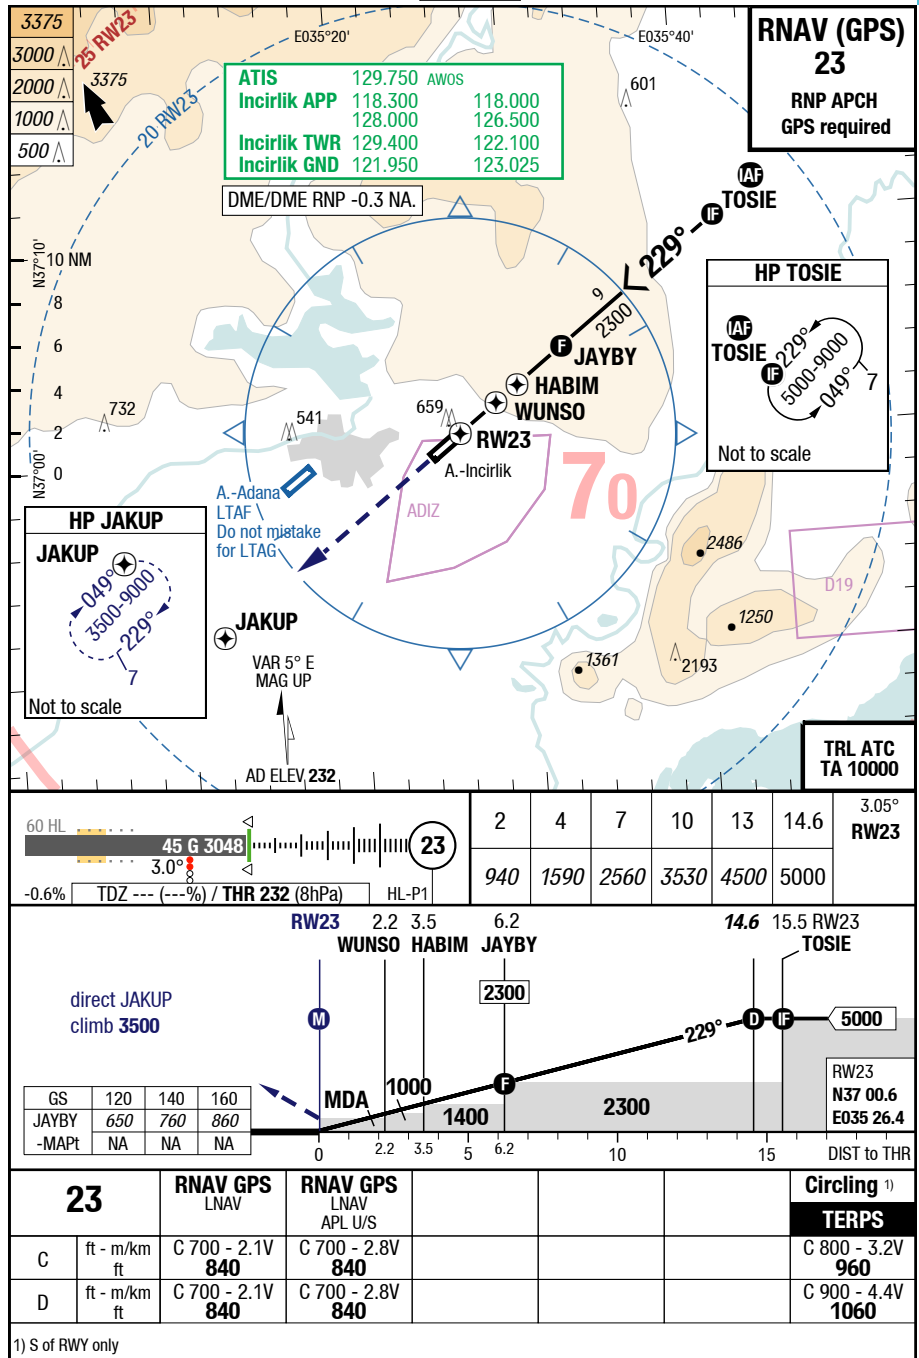 3375
3000
2000
1000
500
25 RW23
3375
20 RW23
E035°20'
E035°40'
RNAV (GPS)
23
RNP APCH
GPS required
ATIS 129.750 AWOS
Incirlik APP 118.300 118.000
128.000 126.500
Incirlik TWR 129.400 122.100
Incirlik GND 121.950 123.025
DME/DME RNP -0.3 NA.
601
IAF
TOSIE
IF
229°
N37°10'
10 NM
8
6
4
2
0
N37°00'
9
2300
F JAYBY
HABIM
WUNSO
RW23
A.-Incirlik
HP TOSIE
IAF
TOSIE
IF
229°
5000-9000
049°
7
Not to scale
732
541
659
70
ADIZ
A.-Adana
LTAF
Do not mistake
for LTAG
HP JAKUP
JAKUP
049°
3500-9000
229°
7
Not to scale
JAKUP
VAR 5° E
MAG UP
AD ELEV 232
2486
1250
1361
2193
D19
TRL ATC
TA 10000
60 HL
45 G 3048
3.0°
23
-0.6%
TDZ --- (---%) / THR 232 (8hPa)
HL-P1
2 4 7 10 13 14.6 3.05°
RW23
940 1590 2560 3530 4500 5000
RW23 2.2 3.5 6.2 14.6 15.5 RW23
WUNSO HABIM JAYBY TOSIE
2300
direct JAKUP
climb 3500
M
229°
D
IF
5000
F
MDA
1000
1400
2300
RW23
N37 00.6
E035 26.4
GS 120 140 160
JAYBY 650 760 860
-MAPt NA NA NA
0 2.2 3.5 5 6.2 10 15 DIST to THR
23
RNAV GPS
LNAV
RNAV GPS
LNAV
APL U/S
Circling 1)
TERPS
C ft - m/km C 700 - 2.1V C 700 - 2.8V C 800 - 3.2V
ft 840 840 960
D ft - m/km C 700 - 2.1V C 700 - 2.8V C 900 - 4.4V
ft 840 840 1060
1) S of RWY only